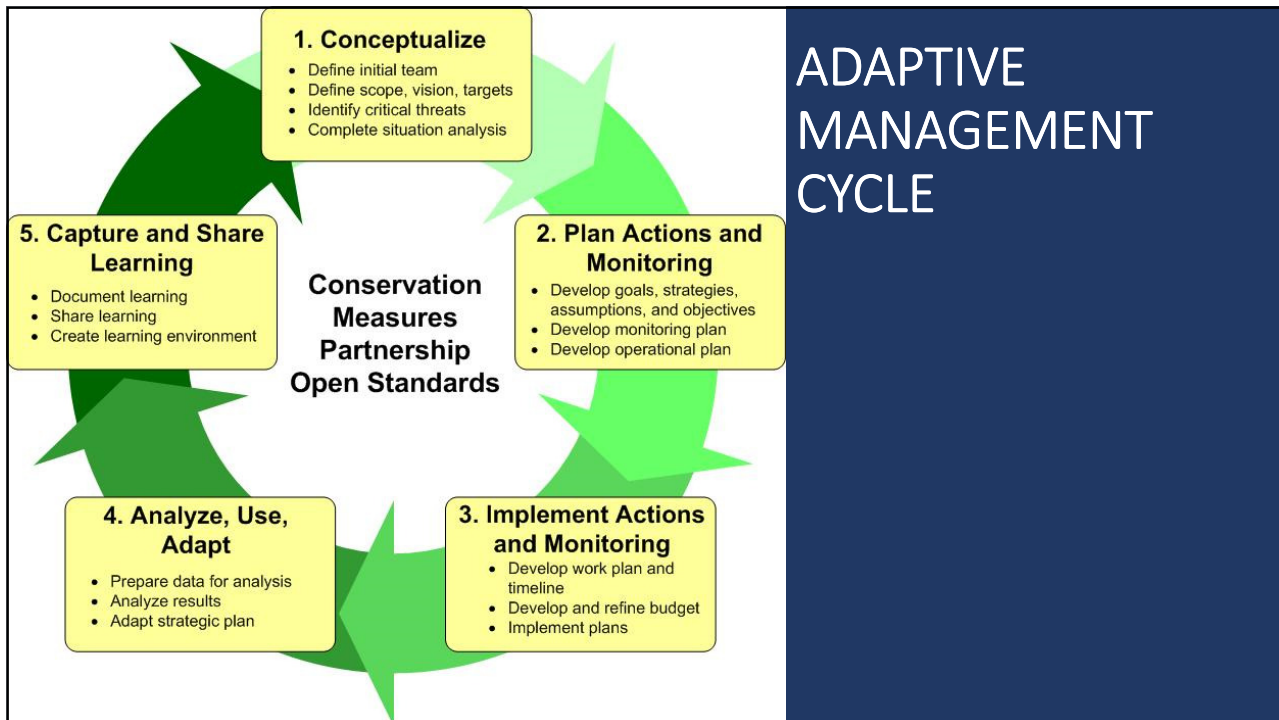 1. Conceptualize
• Define initial team
• Define scope, vision, targets
• Identify critical threats
• Complete situation analysis
2. Plan Actions and
Monitoring
• Develop goals, strategies,
assumptions, and objectives
• Develop monitoring plan
• Develop operational plan
3. Implement Actions
and Monitoring
• Develop work plan and
timeline
• Develop and refine budget
• Implement plans
4. Analyze, Use,
Adapt
• Prepare data for analysis
• Analyze results
• Adapt strategic plan
5. Capture and Share
Learning
• Document learning
• Share learning
• Create learning environment
Conservation
Measures
Partnership
Open Standards
ADAPTIVE
MANAGEMENT
CYCLE